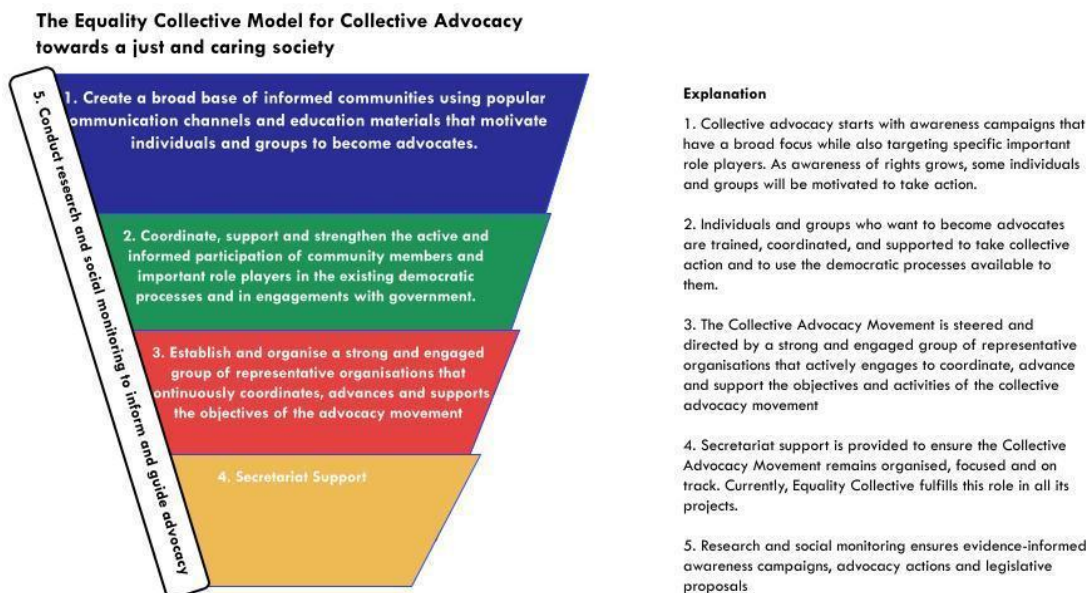 The Equality Collective Model for Collective Advocacy
towards a just and caring society
5. Conduct research and social monitoring to inform and guide advocacy
1. Create a broad base of informed communities using popular
ommunication channels and education materials that motivate
individuals and groups to become advocates.
2. Coordinate, support and strengthen the active and
informed participation of community members and
important role players in the existing democratic
processes and in engagements with government.
3. Establish and organise a strong and engaged
group of representative organisations that
ontinuously coordinates, advances and supports
the objectives of the advocacy movement
4. Secretariat Support
Explanation
1. Collective advocacy starts with awareness campaigns that
have a broad focus while also targeting specific important
role players. As awareness of rights grows, some individuals
and groups will be motivated to take action.
2. Individuals and groups who want to become advocates
are trained, coordinated, and supported to take collective
action and to use the democratic processes available to
them.
3. The Collective Advocacy Movement is steered and
directed by a strong and engaged group of representative
organisations that actively engages to coordinate, advance
and support the objectives and activities of the collective
advocacy movement
4. Secretariat support is provided to ensure the Collective
Advocacy Movement remains organised, focused and on
track. Currently, Equality Collective fulfills this role in all its
projects.
5. Research and social monitoring ensures evidence-informed
awareness campaigns, advocacy actions and legislative
proposals